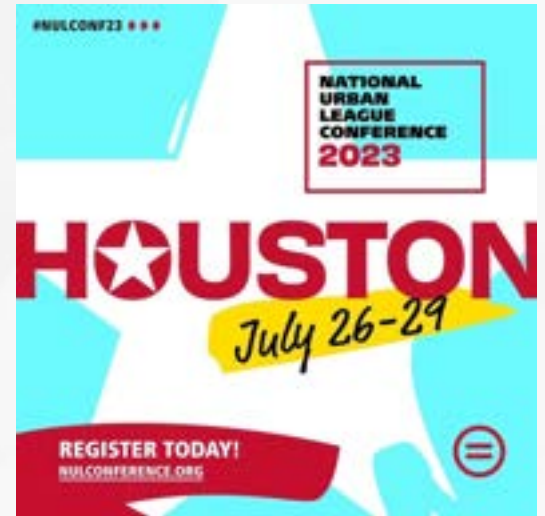 #NULCONF23
NATIONAL
URBAN
LEAGUE
CONFERENCE
2023
HOUSTON
July 26-29
REGISTER TODAY!
NULCONFERENCE.ORG